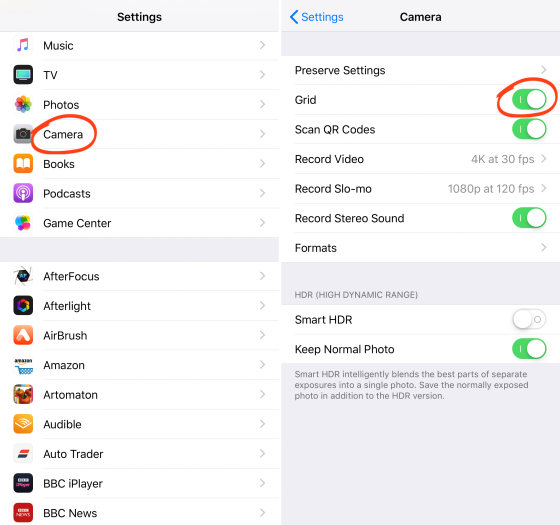 Settings
Music
TV
Photos
Camera
Books
Podcasts
Game Center
AfterFocus
Afterlight
AirBrush
Amazon
Artomaton
Audible
Auto Trader
BBC iPlayer
BBC News
Settings
Camera
Preserve Settings
Grid
Scan QR Codes
Record Video 4K at 30 fps
Record Slo-mo 1080p at 120 fps
Record Stereo Sound
Formats
HDR (HIGH DYNAMIC RANGE)
Smart HDR
Keep Normal Photo
Smart HDR intelligently blends the best parts of separate
exposures into a single photo. Save the normally exposed
photo in addition to the HDR version.